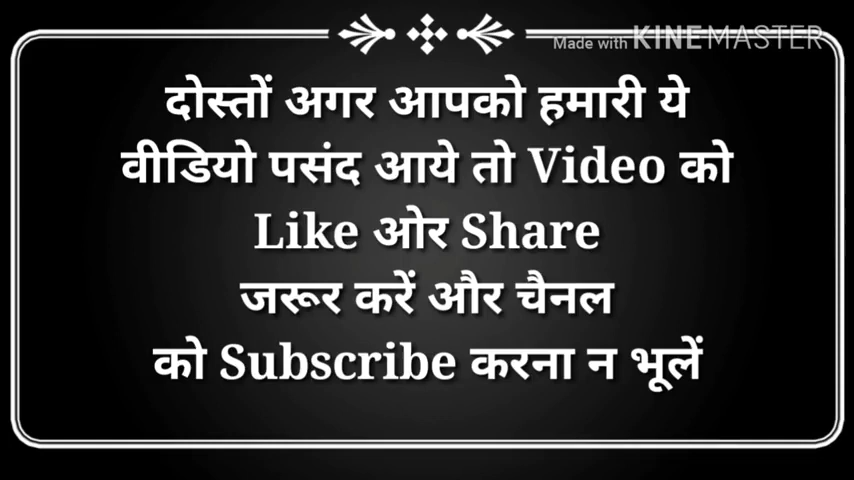 Made with KINEMASTER
दोस्तों अगर आपको हमारी ये
वीडियो पसंद आये तो Video को
Like ओर Share
जरूर करें और चैनल
को Subscribe करना न भूलें